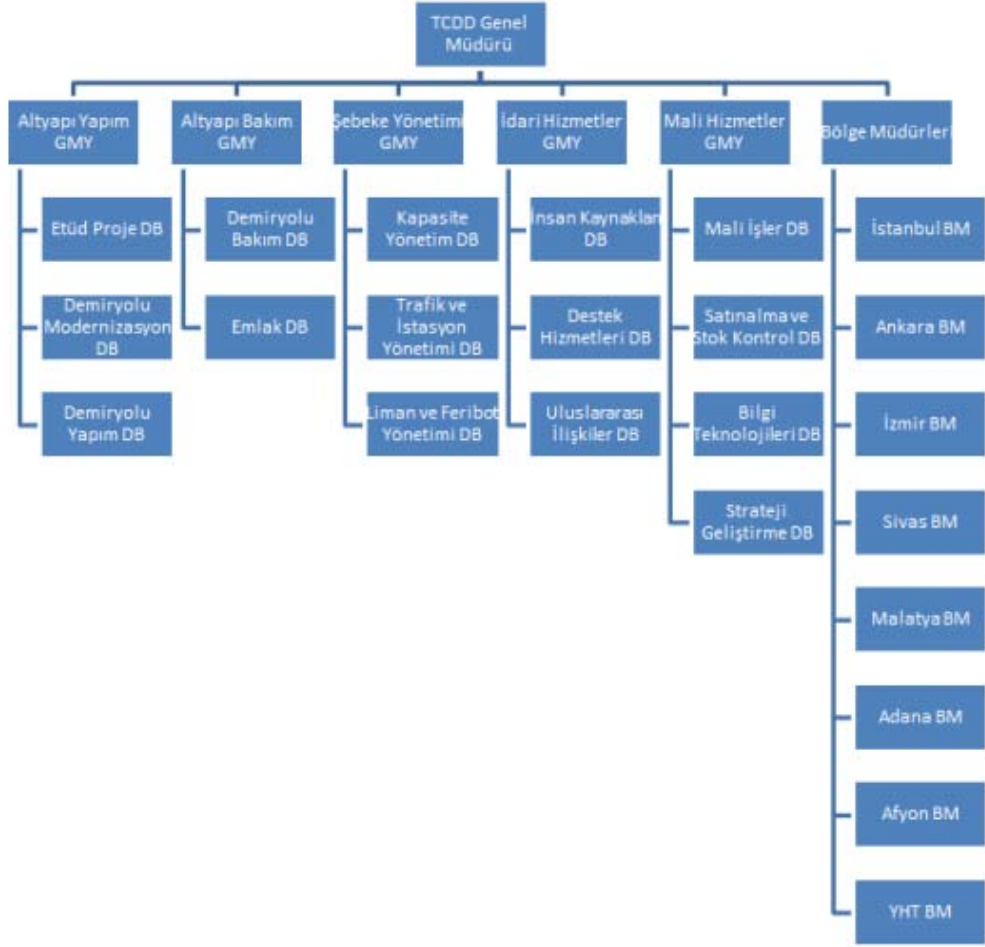 TCDD Genel
Müdürü
Altyapı Yapım
GMY
Etüd Proje DB
Demiryolu
Modernizasyon
DB
Demiryolu
Yapım DB
Altyapı Bakım
GMY
Demiryolu
Bakım DB
Emlak DB
Şebeke Yönetimi
GMY
Kapasite
Yönetim DB
Trafik ve
İstasyon
Yönetimi DB
Liman ve Feribot
Yönetimi DB
İdari Hizmetler
GMY
İnsan Kaynakları
DB
Destek
Hizmetleri DB
Uluslararası
İlişkiler DB
Mali Hizmetler
GMY
Mali İşler DB
Satınalma ve
Stok Kontrol DB
Bilgi
Teknolojileri DB
Strateji
Geliştirme DB
Bölge Müdürleri
İstanbul BM
Ankara BM
İzmir BM
Sivas BM
Malatya BM
Adana BM
Afyon BM
YHT BM